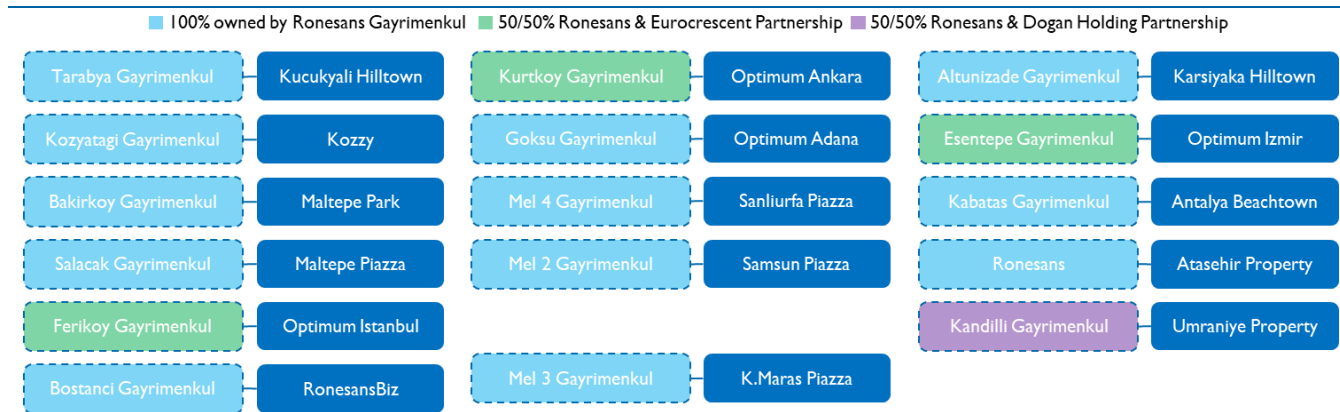 100% owned by Ronesans Gayrimenkul 50/50% Ronesans & Eurocrescent Partnership 50/50% Ronesans & Dogan Holding Partnership
Tarabya Gayrimenkul Kucukyali Hilltown
Kozyatagi Gayrimenkul Kozzy
Bakirkoy Gayrimenkul Maltepe Park
Salacak Gayrimenkul Maltepe Piazza
Ferikoy Gayrimenkul Optimum Istanbul
Bostanci Gayrimenkul RonesansBiz
Kurtkoy Gayrimenkul Optimum Ankara
Goksu Gayrimenkul Optimum Adana
Mel 4 Gayrimenkul Sanliurfa Piazza
Mel 2 Gayrimenkul Samsun Piazza
Mel 3 Gayrimenkul K.Maras Piazza
Altunizade Gayrimenkul Karsiyaka Hilltown
Esentepe Gayrimenkul Optimum Izmir
Kabatas Gayrimenkul Antalya Beachtown
Ronesans Atasehir Property
Kandilli Gayrimenkul Umraniye Property